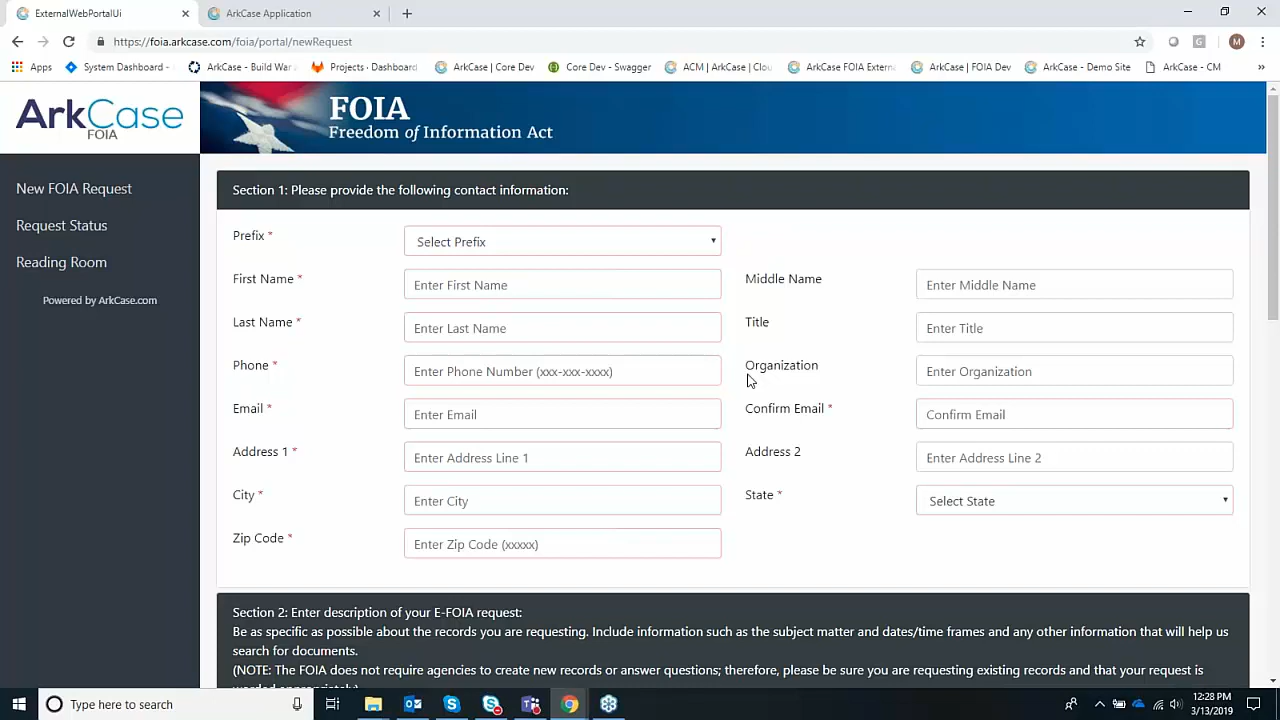 ExternalWebPortalUi
ArkCase Application
https://foia.arkcase.com/foia/portal/newRequest
M
Apps
System Dashboard -
ArkCase - Build War
Projects · Dashboard
ArkCase | Core Dev
Core Dev - Swagger
ACM | ArkCase | Clou
ArkCase FOIA Extern
ArkCase | FOIA Dev
ArkCase - Demo Site
ArkCase - CM
»
ArkCase
FOIA
FOIA
Freedom of Information Act
New FOIA Request
Request Status
Reading Room
Powered by ArkCase.com
Section 1: Please provide the following contact information:
Prefix * Select Prefix
First Name * Enter First Name Middle Name Enter Middle Name
Last Name * Enter Last Name Title Enter Title
Phone * Enter Phone Number (xxx-xxx-xxxx) Organization Enter Organization
Email * Enter Email Confirm Email * Confirm Email
Address 1 * Enter Address Line 1 Address 2 Enter Address Line 2
City * Enter City State * Select State
Zip Code * Enter Zip Code (xxxxx)
Section 2: Enter description of your E-FOIA request:
Be as specific as possible about the records you are requesting. Include information such as the subject matter and dates/time frames and any other information that will help us
search for documents.
(NOTE: The FOIA does not require agencies to create new records or answer questions; therefore, please be sure you are requesting existing records and that your request is
Type here to search
12:28 PM
3/13/2019